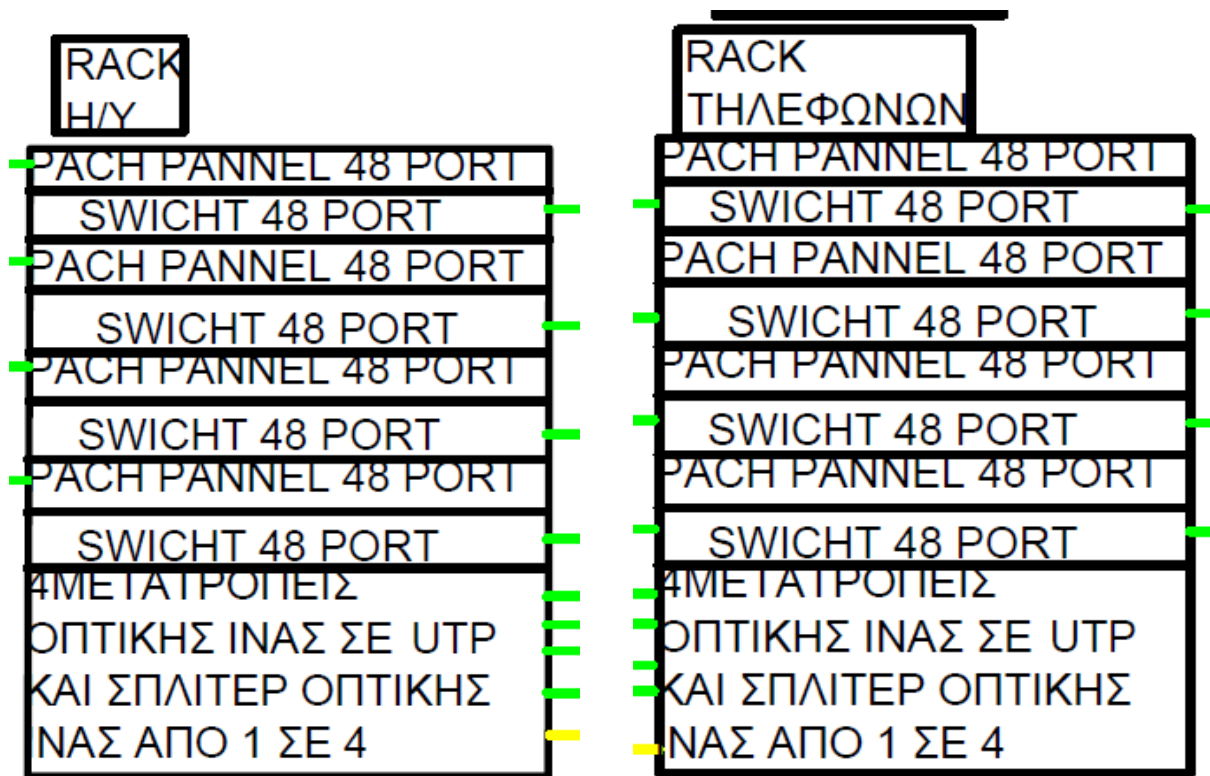 RACK
H/Y
PACH PANNEL 48 PORT
SWICHT 48 PORT
PACH PANNEL 48 PORT
SWICHT 48 PORT
PACH PANNEL 48 PORT
SWICHT 48 PORT
PACH PANNEL 48 PORT
SWICHT 48 PORT
4ΜΕΤΑΤΡΟΠΕΙΣ
ΟΠΤΙΚΗΣ ΙΝΑΣ ΣΕ UTP
ΚΑΙ ΣΠΛΙΤΕΡ ΟΠΤΙΚΗΣ
ΙΝΑΣ ΑΠΟ 1 ΣΕ 4
RACK
ΤΗΛΕΦΩΝΩΝ
PACH PANNEL 48 PORT
SWICHT 48 PORT
PACH PANNEL 48 PORT
SWICHT 48 PORT
PACH PANNEL 48 PORT
SWICHT 48 PORT
PACH PANNEL 48 PORT
SWICHT 48 PORT
4ΜΕΤΑΤΡΟΠΕΙΣ
ΟΠΤΙΚΗΣ ΙΝΑΣ ΣΕ UTP
ΚΑΙ ΣΠΛΙΤΕΡ ΟΠΤΙΚΗΣ
ΙΝΑΣ ΑΠΟ 1 ΣΕ 4